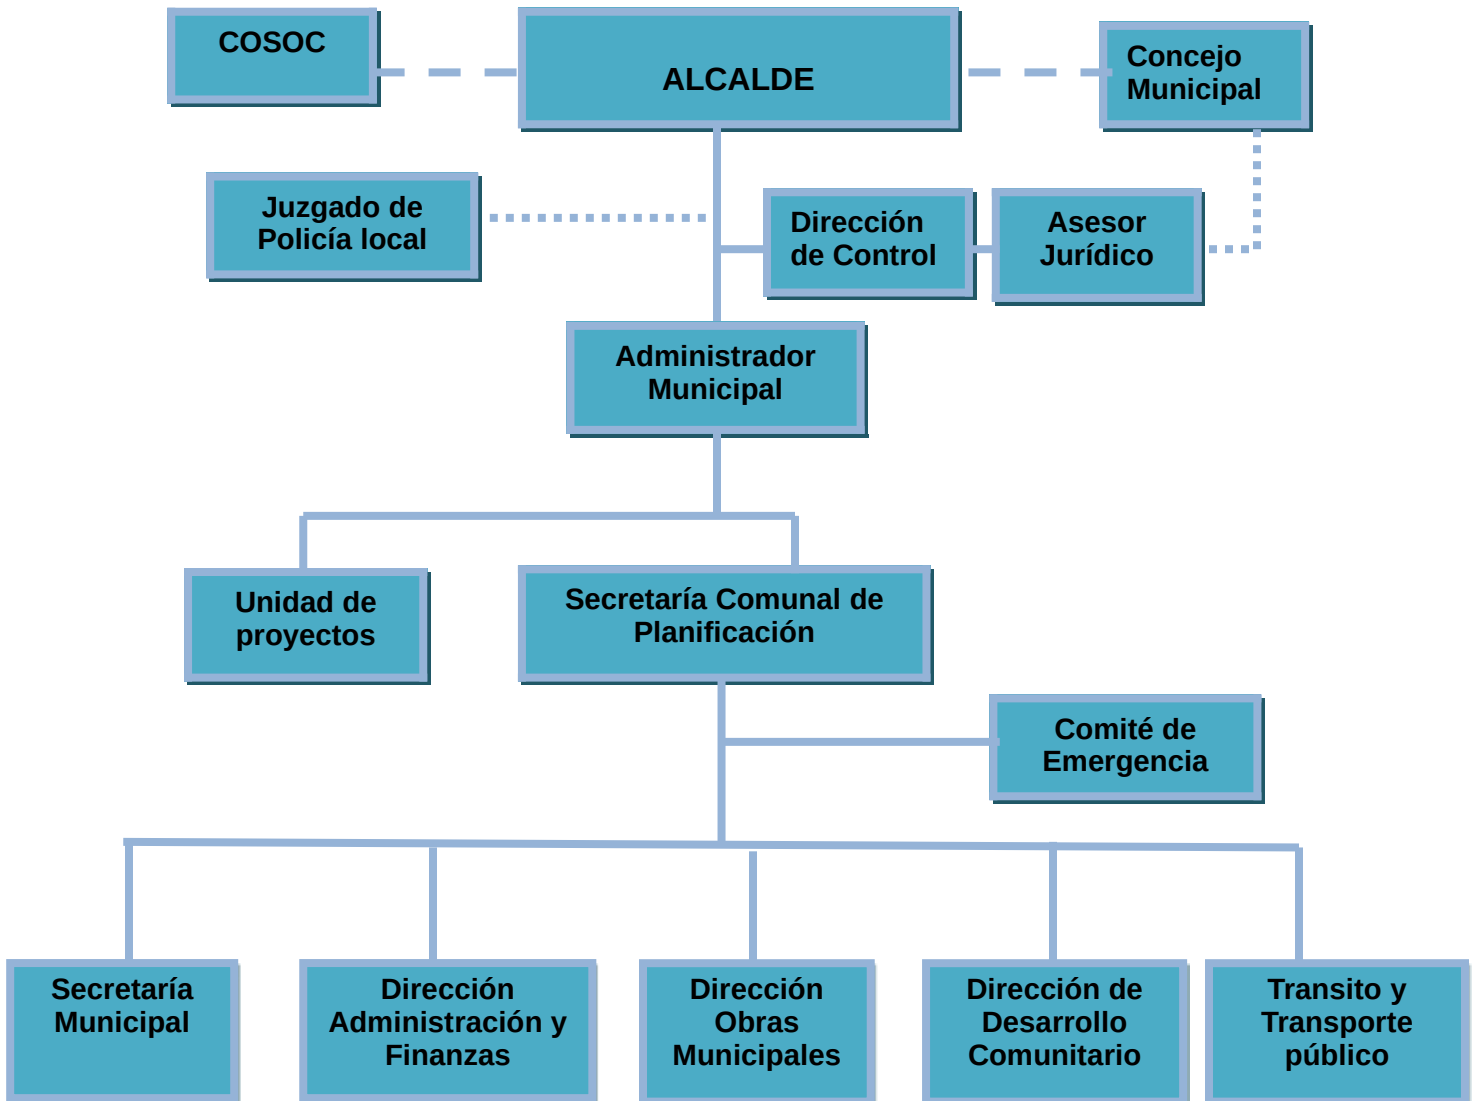 COSOC
ALCALDE
Concejo
Municipal
Juzgado de
Policía local
Dirección
de Control
Asesor
Jurídico
Administrador
Municipal
Unidad de
proyectos
Secretaría Comunal de
Planificación
Comité de
Emergencia
Secretaría
Municipal
Dirección
Administración y
Finanzas
Dirección
Obras
Municipales
Dirección de
Desarrollo
Comunitario
Transito y
Transporte
público